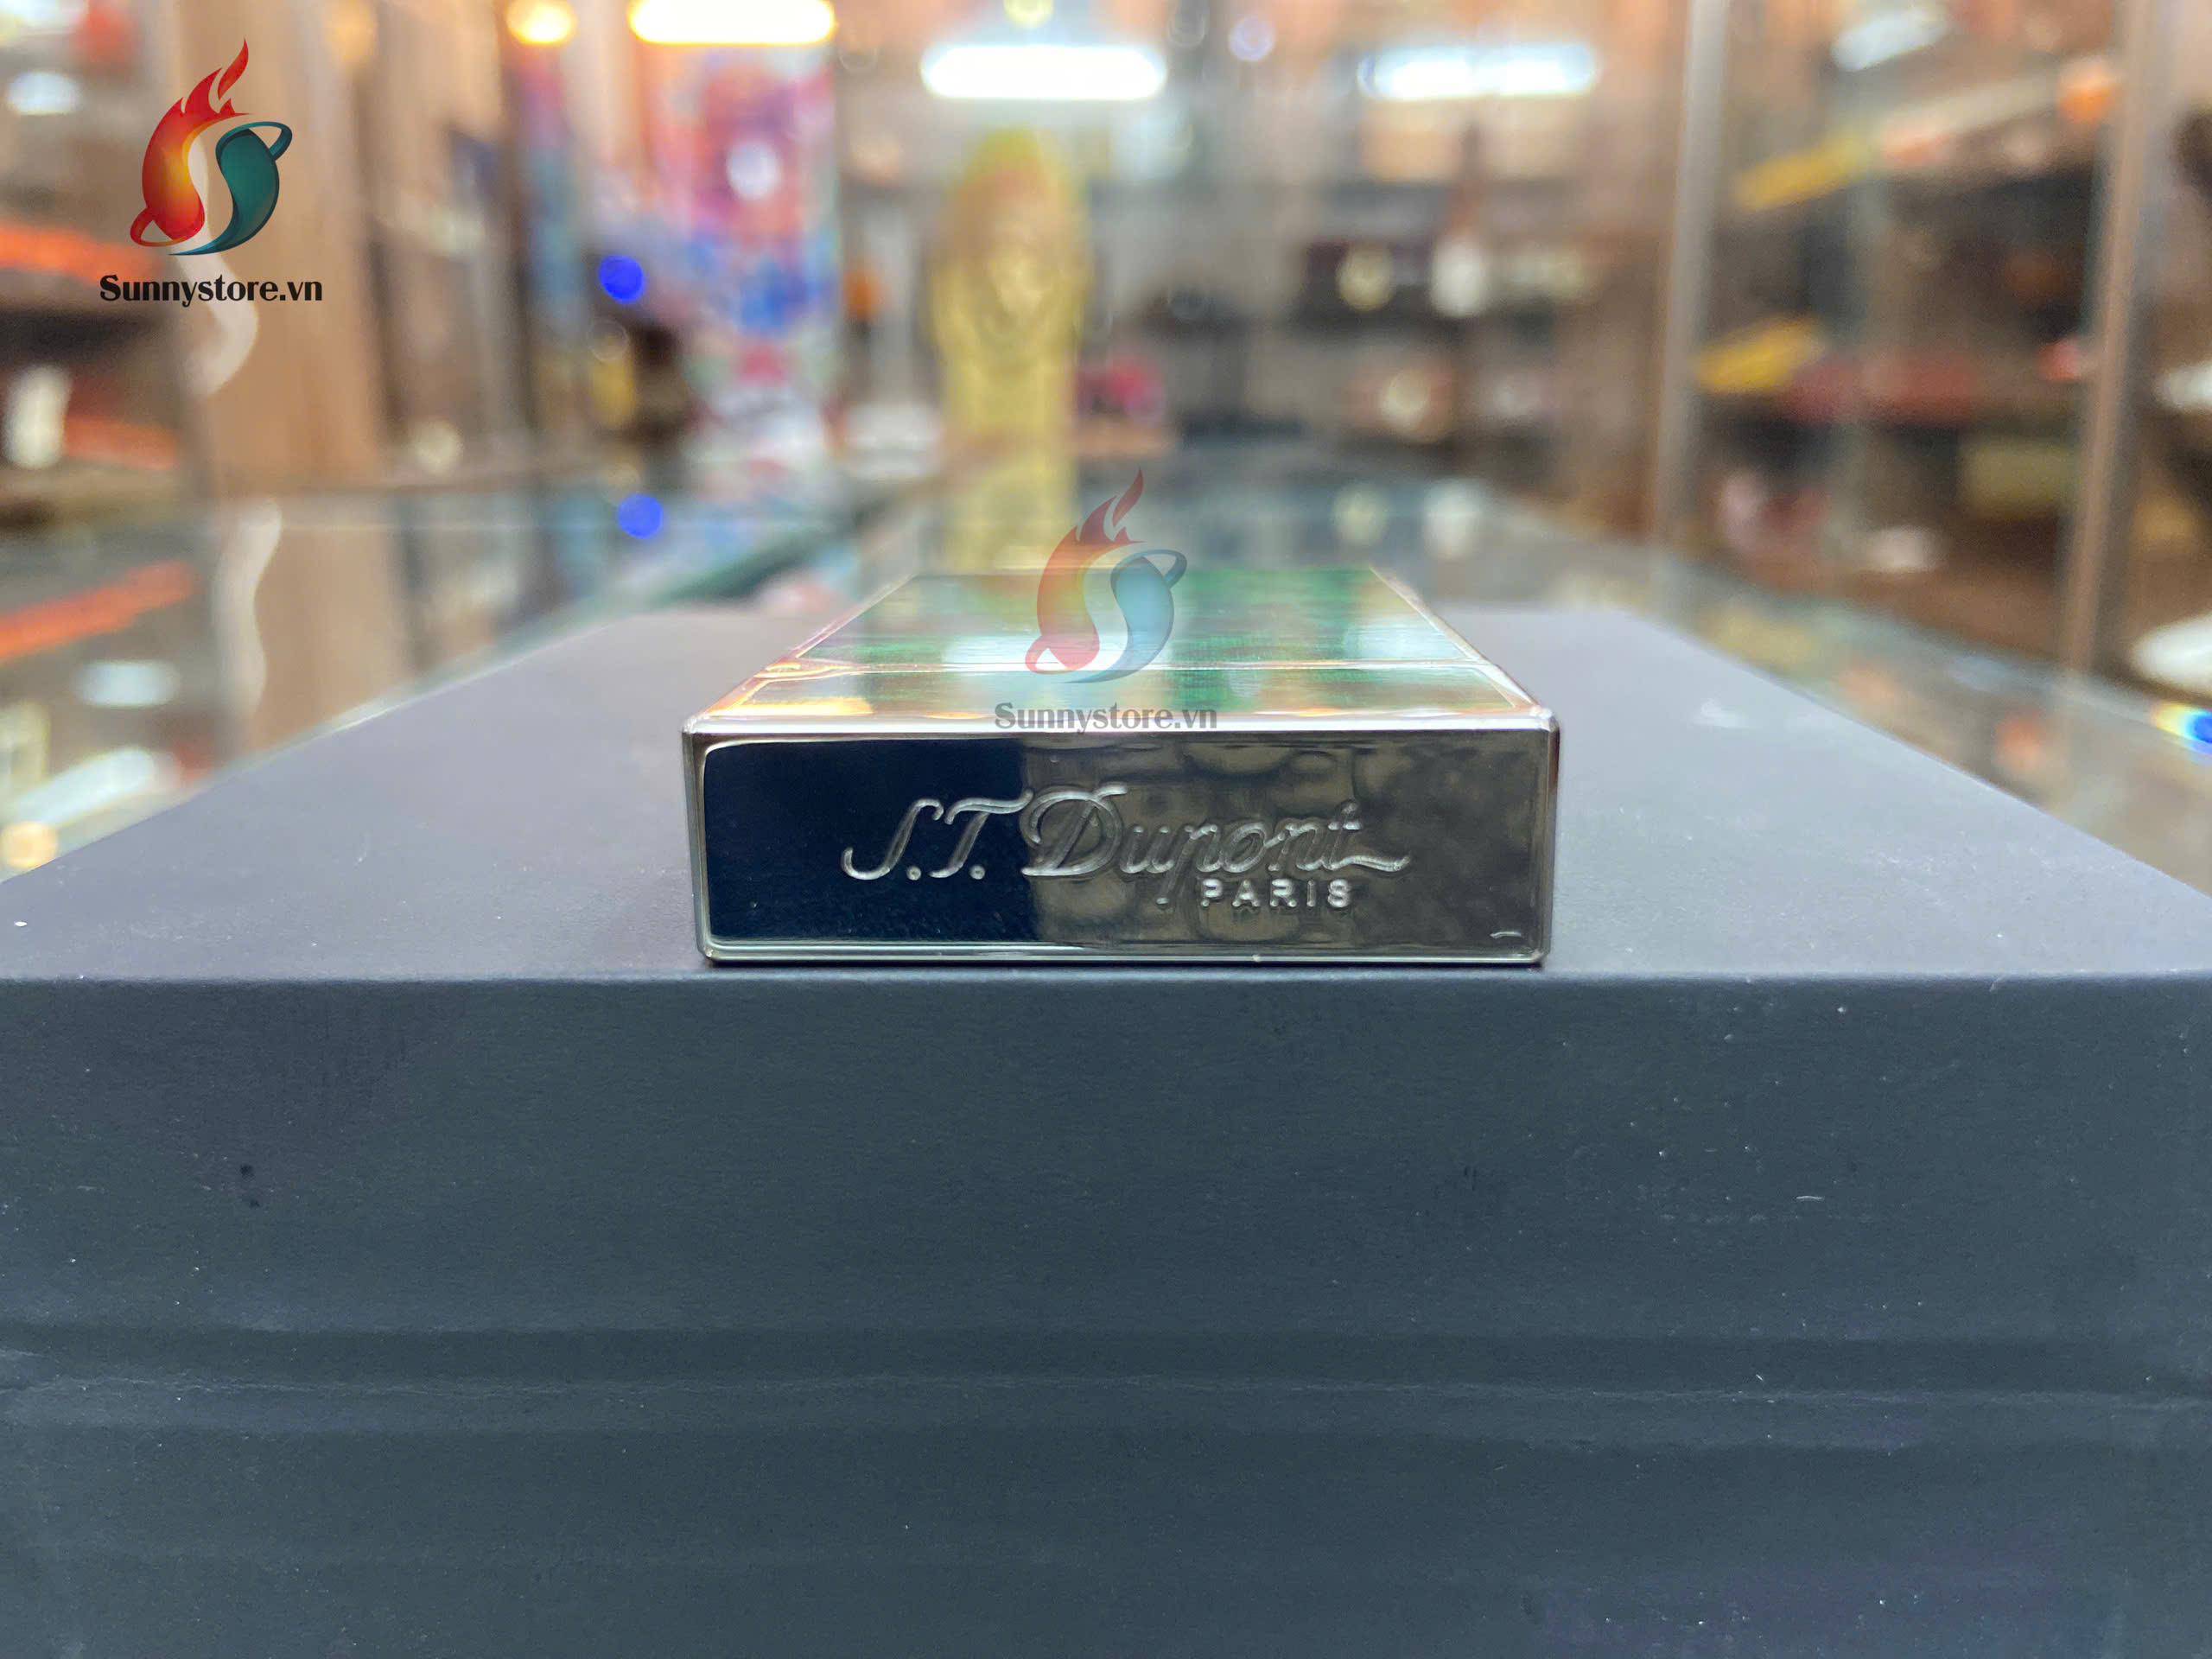 Sunnystore.vn
Sunnystore.vn
S.T. Dupont
PARIS